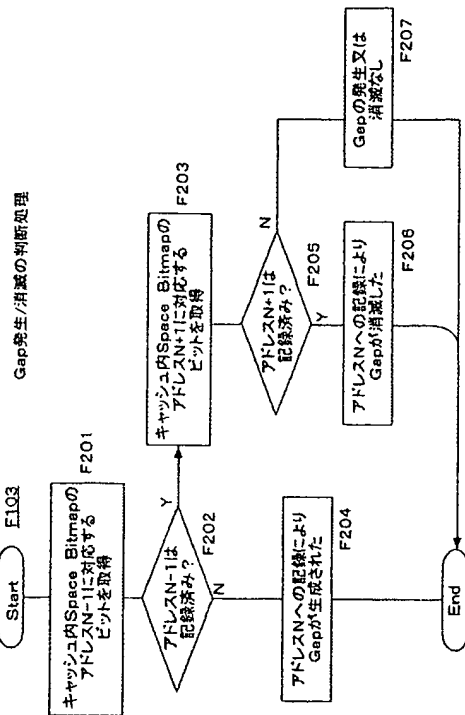 Gap発生/消滅の判断処理
F103
Start
キャッシュ内Space Bitmapの
アドレスN-1に対応する
ビットを取得
F201
アドレスN-1は
記録済み？
F202
Y
N
キャッシュ内Space Bitmapの
アドレスN+1に対応する
ビットを取得
F203
アドレスNへの記録により
Gapが生成された
F204
アドレスN+1は
記録済み？
F205
Y
N
アドレスNへの記録により
Gapが消滅した
F206
Gapの発生又は
消滅なし
F207
End